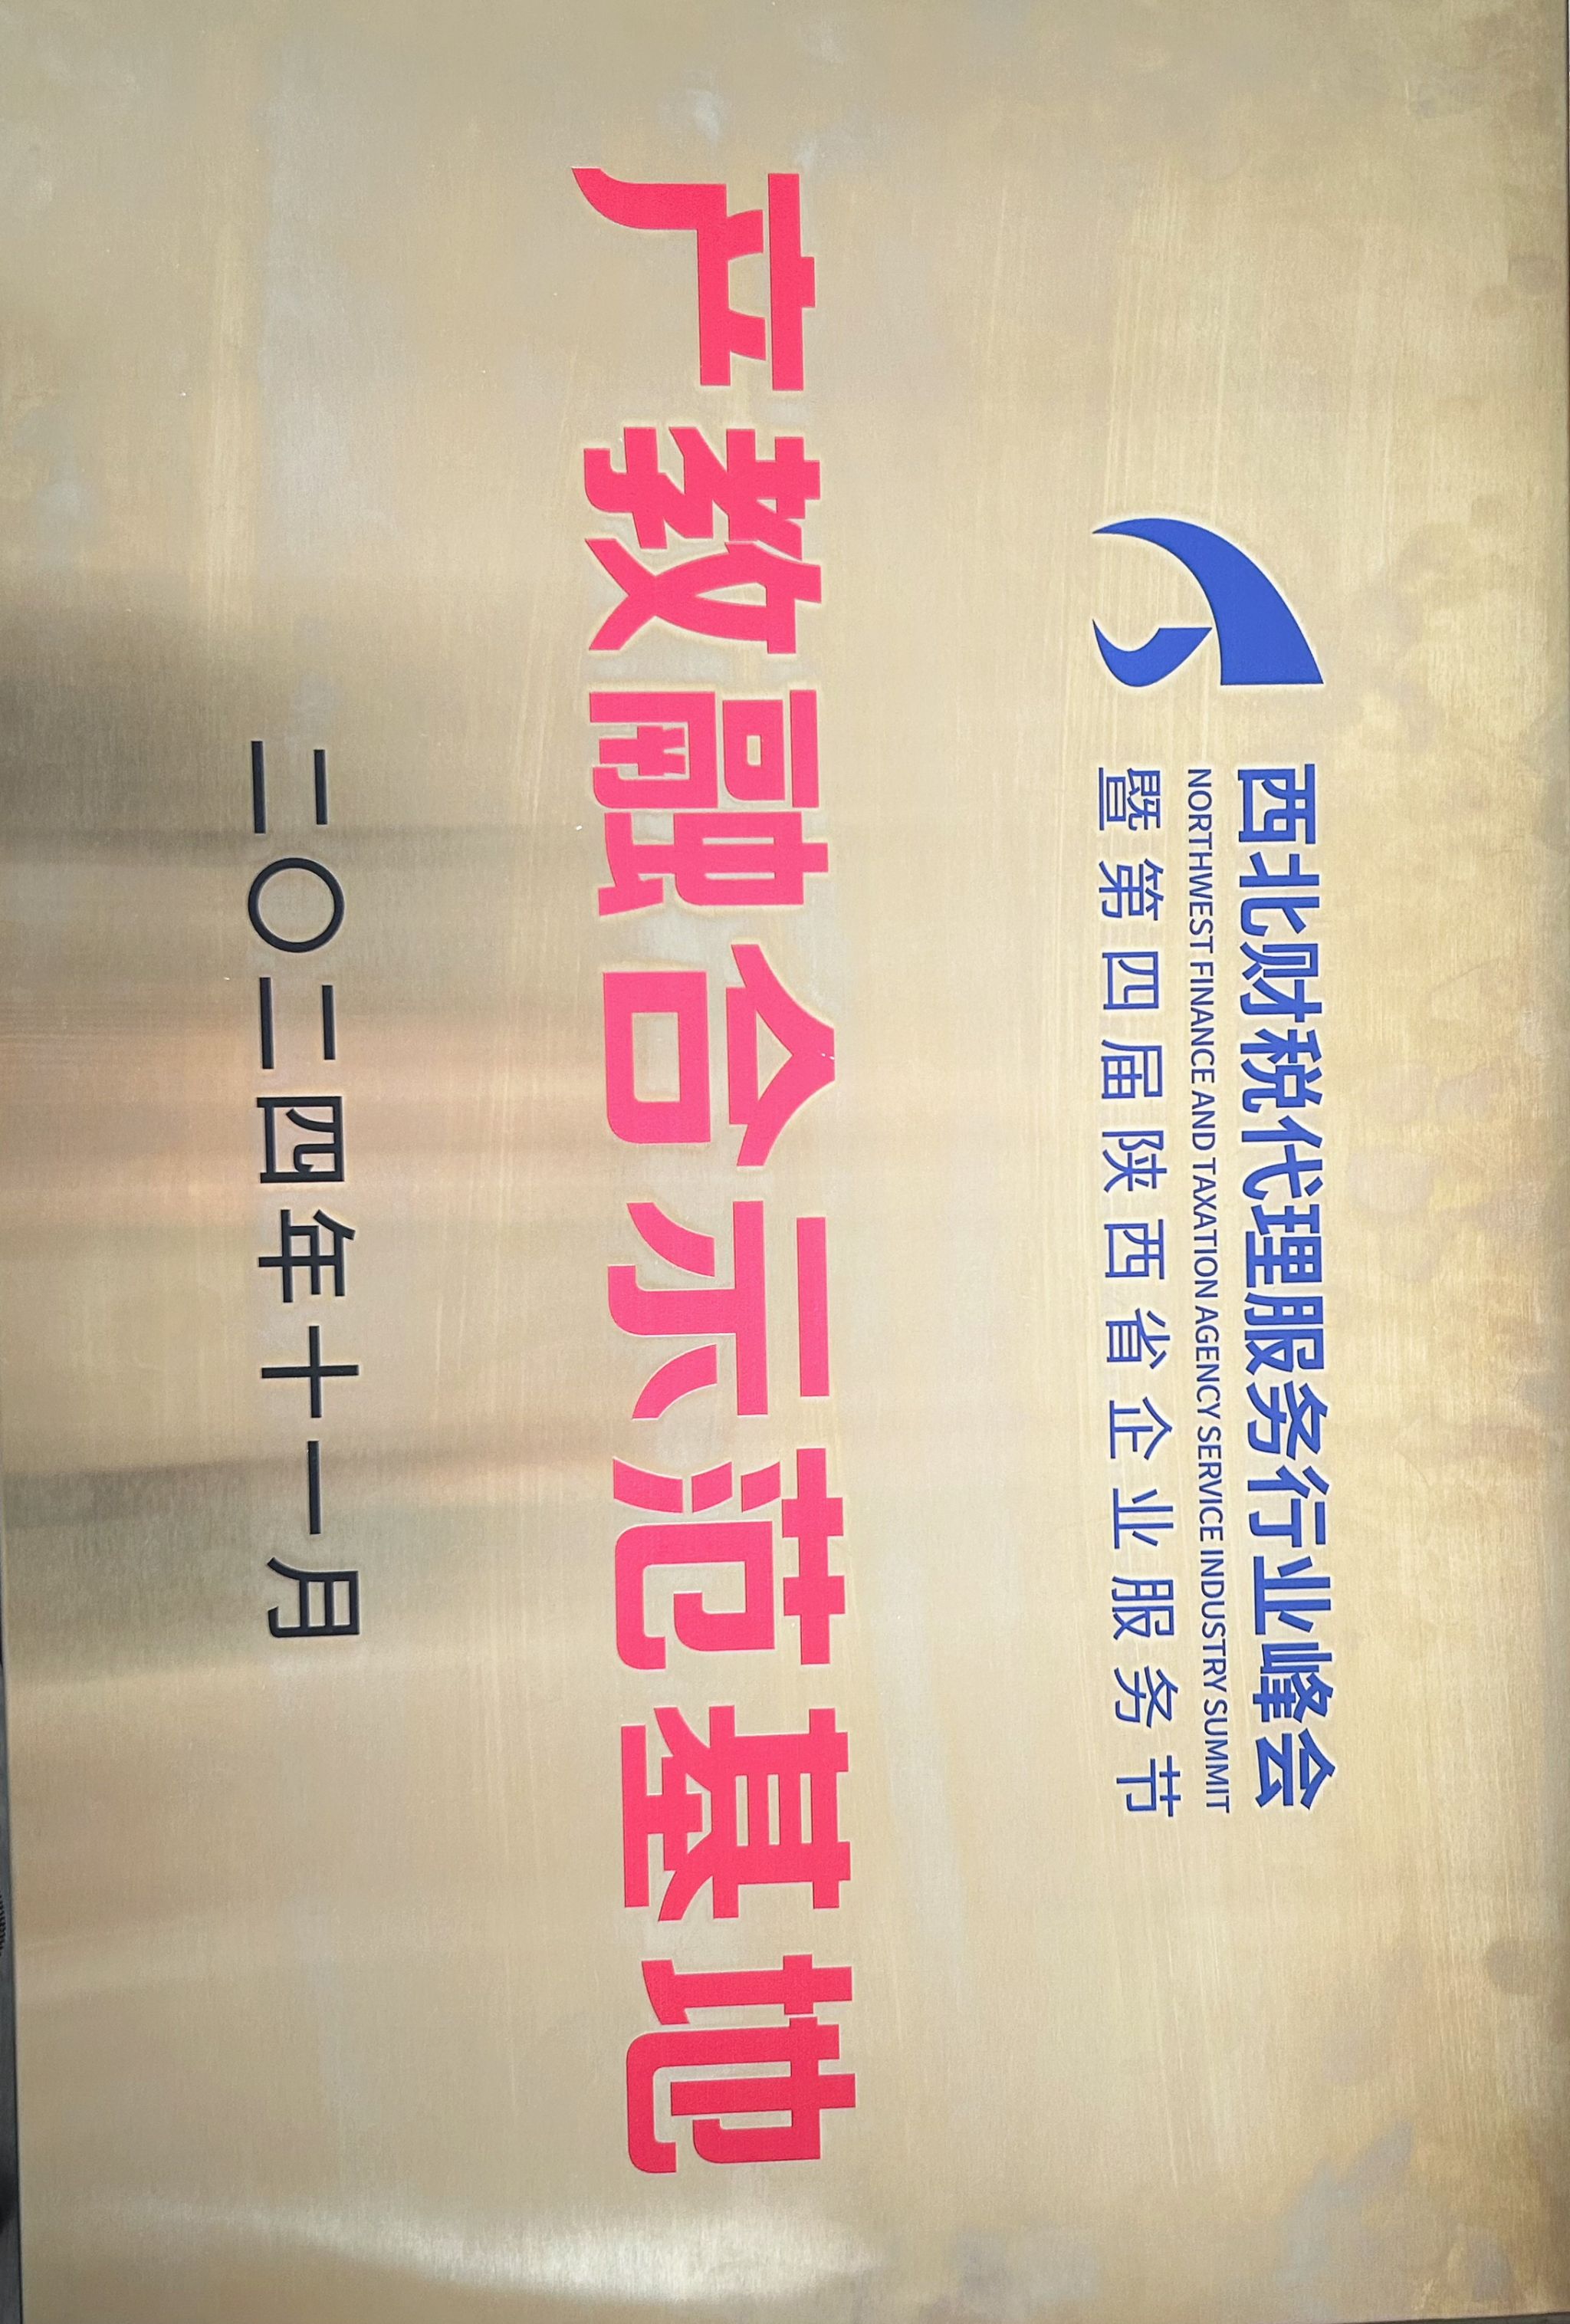 西北财税代理服务行业峰会
NORTHWEST FINANCE AND TAXATION AGENCY SERVICE INDUSTRY SUMMIT
暨第四届陕西省企业服务节
产教融合示范基地
二〇二四年十一月